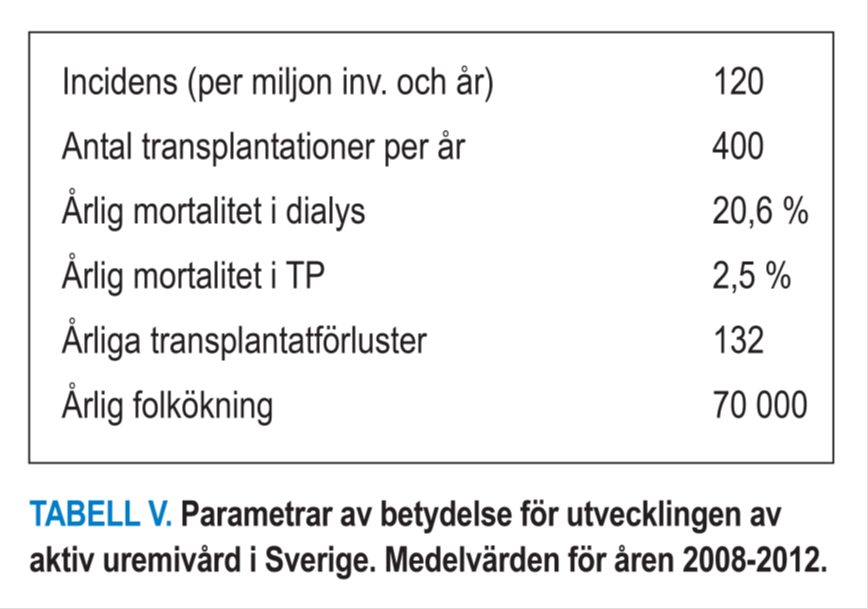 Incidens (per miljon inv. och år) 120
Antal transplantationer per år 400
Årlig mortalitet i dialys 20,6 %
Årlig mortalitet i TP 2,5 %
Årliga transplantatförluster 132
Årlig folkökning 70 000
TABELL V. Parametrar av betydelse för utvecklingen av
aktiv uremivård i Sverige. Medelvärden för åren 2008-2012.